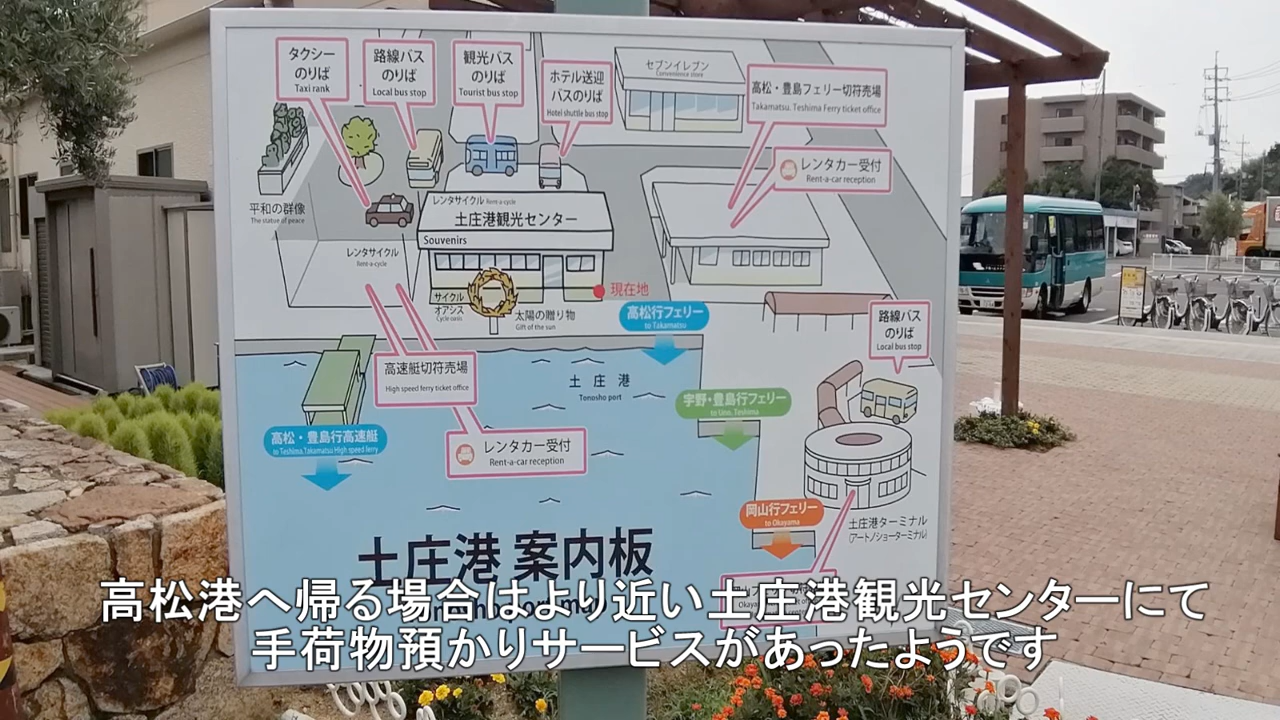 タクシー
のりば
Taxi rank
路線バス
のりば
Local bus stop
観光バス
のりば
Tourist bus stop
ホテル送迎
バスのりば
Hotel shuttle bus stop
セブンイレブン
Convenience store
高松・豊島フェリー切符売場
Takamatsu. Teshima Ferry ticket office
レンタカー受付
Rent-a-car reception
平和の群像
The statue of peace
レンタサイクル Rent-a-cycle
土庄港観光センター
Souvenirs
レンタサイクル
Rent-a-cycle
サイクル
オアシス
Cycle oasis
太陽の贈り物
Gift of the sun
現在地
高松行フェリー
to Takamatsu
路線バス
のりば
Local bus stop
高速艇切符売場
High speed ferry ticket office
土庄港
Tonosho port
宇野・豊島行フェリー
to Uno, Teshima
高松・豊島行高速艇
to Teshima,Takamatsu High speed ferry
レンタカー受付
Rent-a-car reception
岡山行フェリー
to Okayama
土庄港ターミナル
(アートノショーターミナル)
土庄港 案内板
高松港へ帰る場合はより近い土庄港観光センターにて
手荷物預かりサービスがあったようです